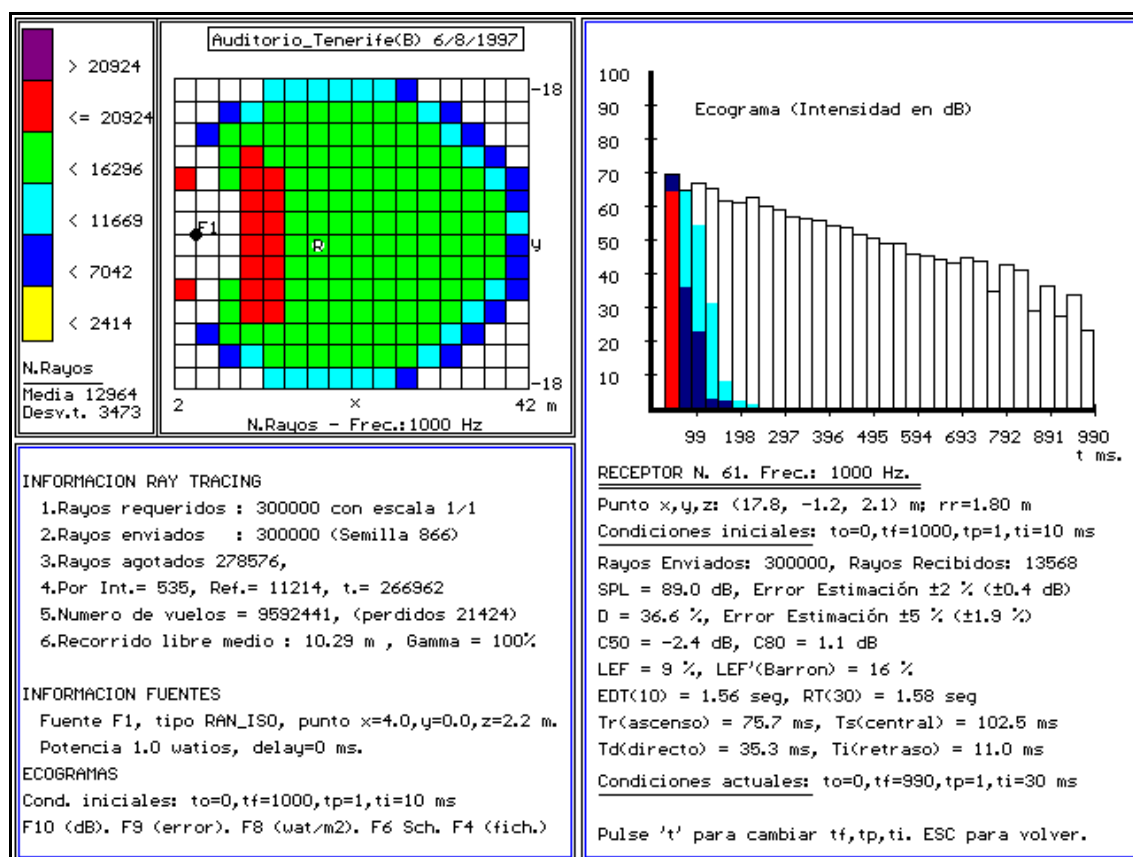 > 20924
<= 20924
< 16296
< 11669
< 7042
< 2414
N.Rayos
Media 12964
Desv.t. 3473
Auditorio_Tenerife(B) 6/8/1997
-18
F1
R
y
-18
2 x 42 m
N.Rayos - Frec.:1000 Hz
INFORMACION RAY TRACING
1.Rayos requeridos : 300000 con escala 1/1
2.Rayos enviados : 300000 (Semilla 866)
3.Rayos agotados 278576,
4.Por Int.= 535, Ref.= 11214, t.= 266962
5.Numero de vuelos = 9592441, (perdidos 21424)
6.Recorrido libre medio : 10.29 m , Gamma = 100%
INFORMACION FUENTES
Fuente F1, tipo RAN_ISO, punto x=4.0,y=0.0,z=2.2 m.
Potencia 1.0 watios, delay=0 ms.
ECOGRAMAS
Cond. iniciales: to=0,tf=1000,tp=1,ti=10 ms
F10 (dB). F9 (error). F8 (wat/m2). F6 Sch. F4 (fich.)
Ecograma (Intensidad en dB)
100
90
80
70
60
50
40
30
20
10
99 198 297 396 495 594 693 792 891 990
t ms.
RECEPTOR N. 61. Frec.: 1000 Hz.
Punto x,y,z: (17.8, -1.2, 2.1) m; rr=1.80 m
Condiciones iniciales: to=0,tf=1000,tp=1,ti=10 ms
Rayos Enviados: 300000, Rayos Recibidos: 13568
SPL = 89.0 dB, Error Estimación ±2 % (±0.4 dB)
D = 36.6 %, Error Estimación ±5 % (±1.9 %)
C50 = -2.4 dB, C80 = 1.1 dB
LEF = 9 %, LEF'(Barron) = 16 %
EDT(10) = 1.56 seg, RT(30) = 1.58 seg
Tr(ascenso) = 75.7 ms, Ts(central) = 102.5 ms
Td(directo) = 35.3 ms, Ti(retraso) = 11.0 ms
Condiciones actuales: to=0,tf=990,tp=1,ti=30 ms
Pulse 't' para cambiar tf,tp,ti. ESC para volver.